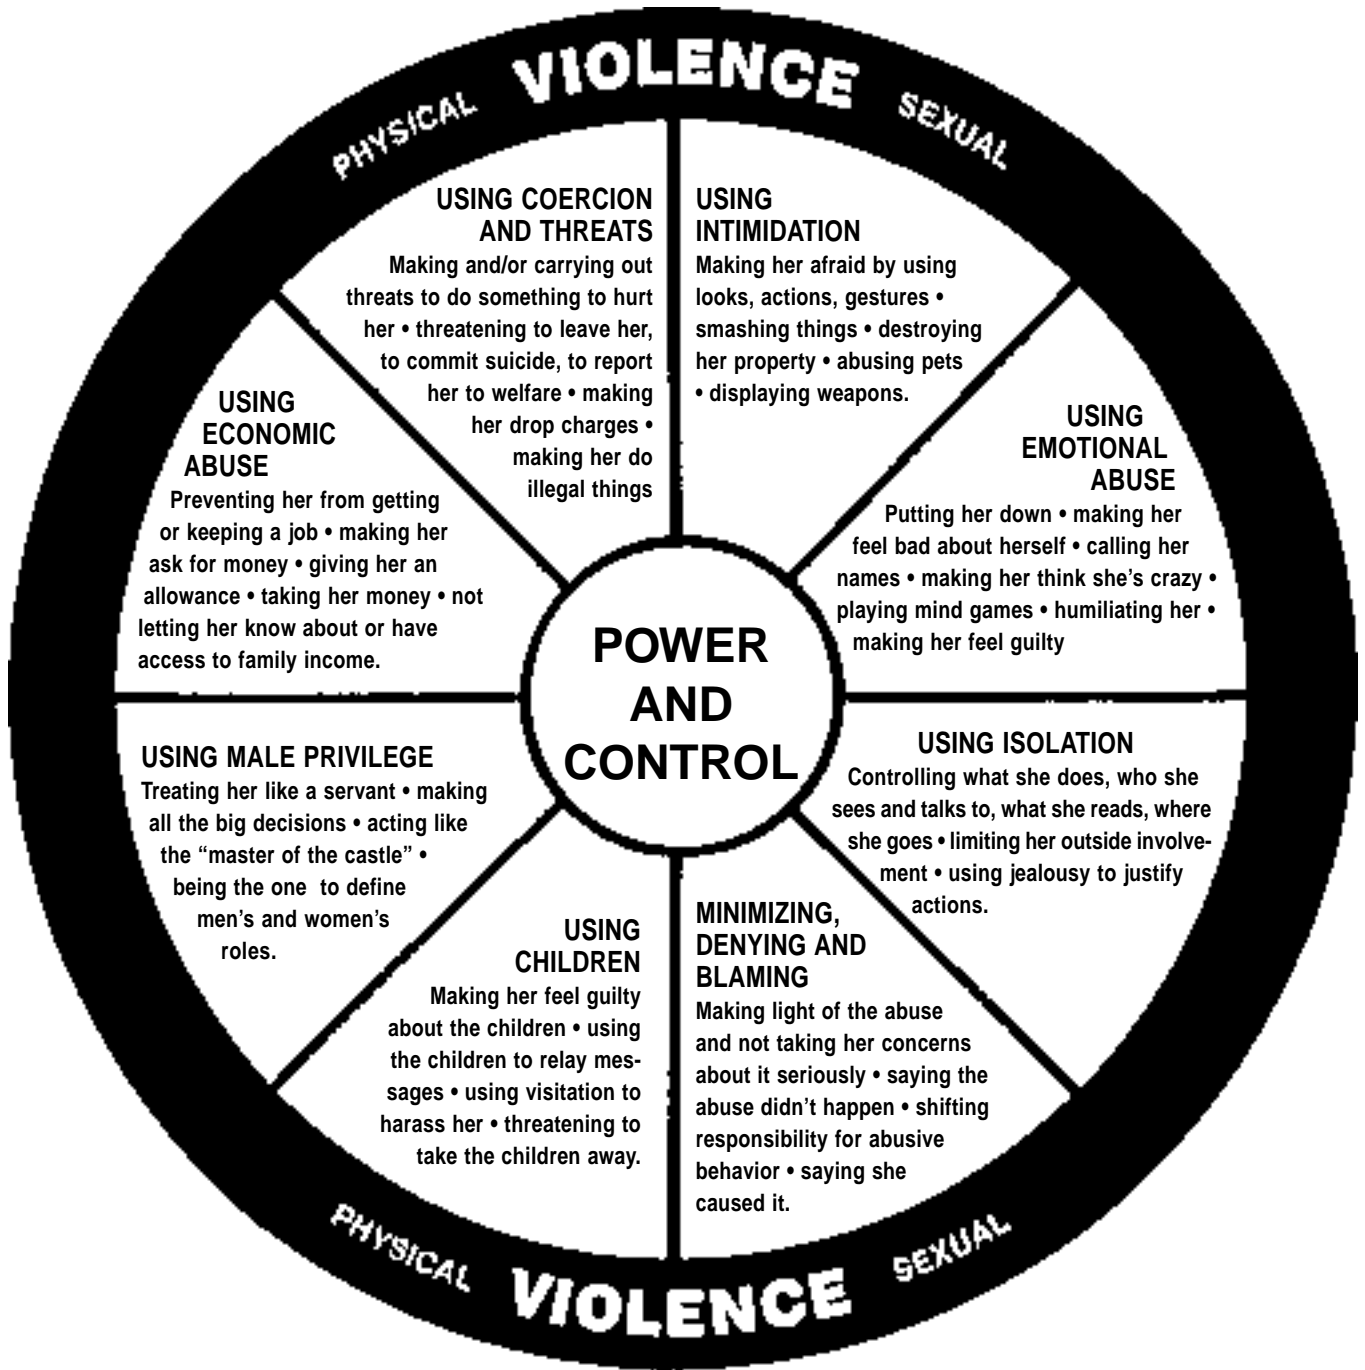 PHYSICAL VIOLENCE SEXUAL
USING COERCION
AND THREATS
Making and/or carrying out
threats to do something to hurt
her • threatening to leave her,
to commit suicide, to report
her to welfare • making
her drop charges •
making her do
illegal things
USING
INTIMIDATION
Making her afraid by using
looks, actions, gestures •
smashing things • destroying
her property • abusing pets
• displaying weapons.
USING
ECONOMIC
ABUSE
Preventing her from getting
or keeping a job • making her
ask for money • giving her an
allowance • taking her money • not
letting her know about or have
access to family income.
USING
EMOTIONAL
ABUSE
Putting her down • making her
feel bad about herself • calling her
names • making her think she’s crazy •
playing mind games • humiliating her •
making her feel guilty
POWER
AND
CONTROL
USING MALE PRIVILEGE
Treating her like a servant • making
all the big decisions • acting like
the “master of the castle” •
being the one  to define
men’s and women’s
roles.
USING ISOLATION
Controlling what she does, who she
sees and talks to, what she reads, where
she goes • limiting her outside involve-
ment • using jealousy to justify
actions.
USING
CHILDREN
Making her feel guilty
about the children • using
the children to relay mes-
sages • using visitation to
harass her • threatening to
take the children away.
MINIMIZING,
DENYING AND
BLAMING
Making light of the abuse
and not taking her concerns
about it seriously • saying the
abuse didn’t happen • shifting
responsibility for abusive
behavior • saying she
caused it.
PHYSICAL VIOLENCE SEXUAL